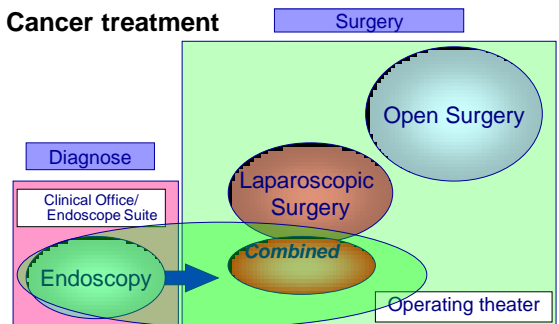 Cancer treatment
Surgery
Open Surgery
Diagnose
Laparoscopic
Surgery
Clinical Office/
Endoscope Suite
Combined
Endoscopy
Operating theater